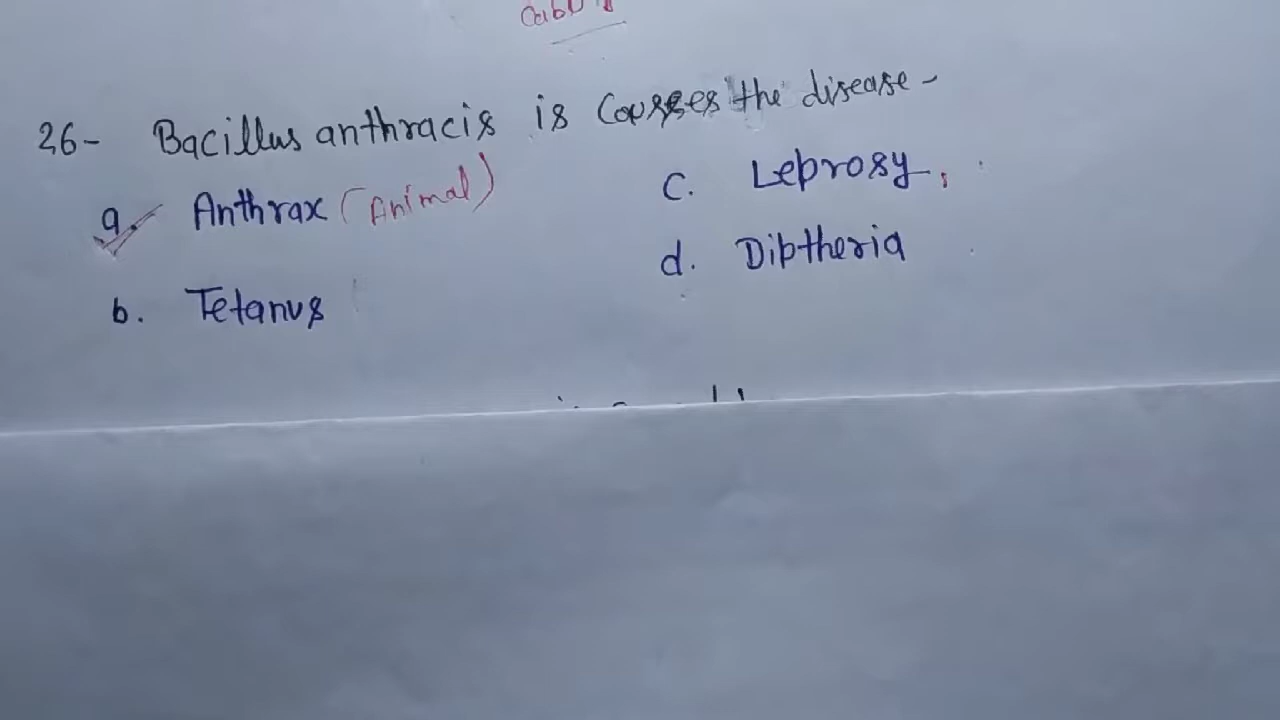 26- Bacillus anthracis is Causes the disease -
a. Anthrax (Animal)
b. Tetanus
c. Leprosy,
d. Diptheria